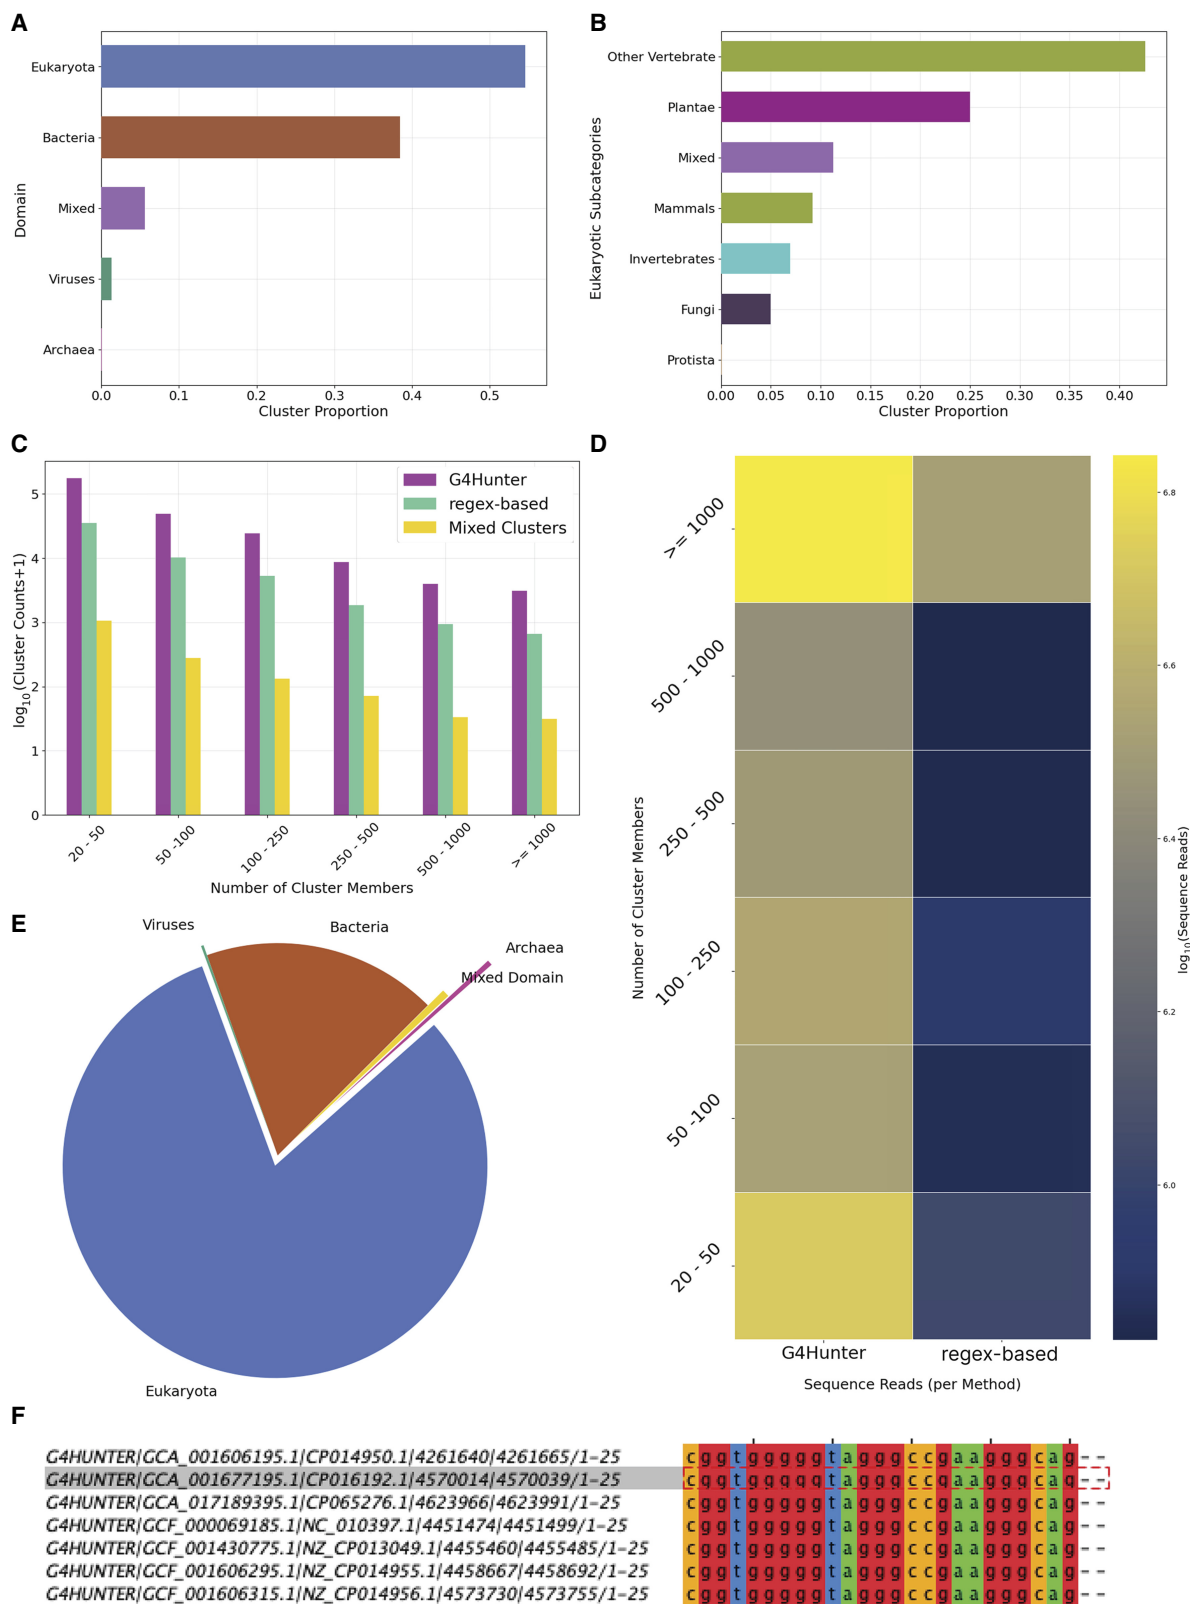 A
Eukaryota
Bacteria
Mixed
Viruses
Archaea
Domain
0.0 0.1 0.2 0.3 0.4 0.5
Cluster Proportion
B
Other Vertebrate
Plantae
Mixed
Mammals
Invertebrates
Fungi
Protista
Eukaryotic Subcategories
0.00 0.05 0.10 0.15 0.20 0.25 0.30 0.35 0.40
Cluster Proportion
C
G4Hunter
regex-based
Mixed Clusters
5
4
3
2
1
0
log10(Cluster Counts+1)
20 - 50
50 -100
100 - 250
250 - 500
500 - 1000
>= 1000
Number of Cluster Members
D
>= 1000
500 - 1000
250 - 500
100 - 250
50 -100
20 - 50
Number of Cluster Members
G4Hunter
regex-based
Sequence Reads (per Method)
6.8
6.6
6.4
6.2
6.0
log10(Sequence Reads)
E
Viruses
Bacteria
Archaea
Mixed Domain
Eukaryota
F
G4HUNTER|GCA_001606195.1|CP014950.1|4261640|4261665/1-25 cggtgggggtagggccgaagggcag--
G4HUNTER|GCA_001677195.1|CP016192.1|4570014|4570039/1-25 cggtgggggtagggccgaagggcag--
G4HUNTER|GCA_017189395.1|CP065276.1|4623966|4623991/1-25 cggtgggggtagggccgaagggcag--
G4HUNTER|GCF_000069185.1|NC_010397.1|4451474|4451499/1-25 cggtgggggtagggccgaagggcag--
G4HUNTER|GCF_001430775.1|NZ_CP013049.1|4455460|4455485/1-25 cggtgggggtagggccgaagggcag--
G4HUNTER|GCF_001606295.1|NZ_CP014955.1|4458667|4458692/1-25 cggtgggggtagggccgaagggcag--
G4HUNTER|GCF_001606315.1|NZ_CP014956.1|4573730|4573755/1-25 cggtgggggtagggccgaagggcag--